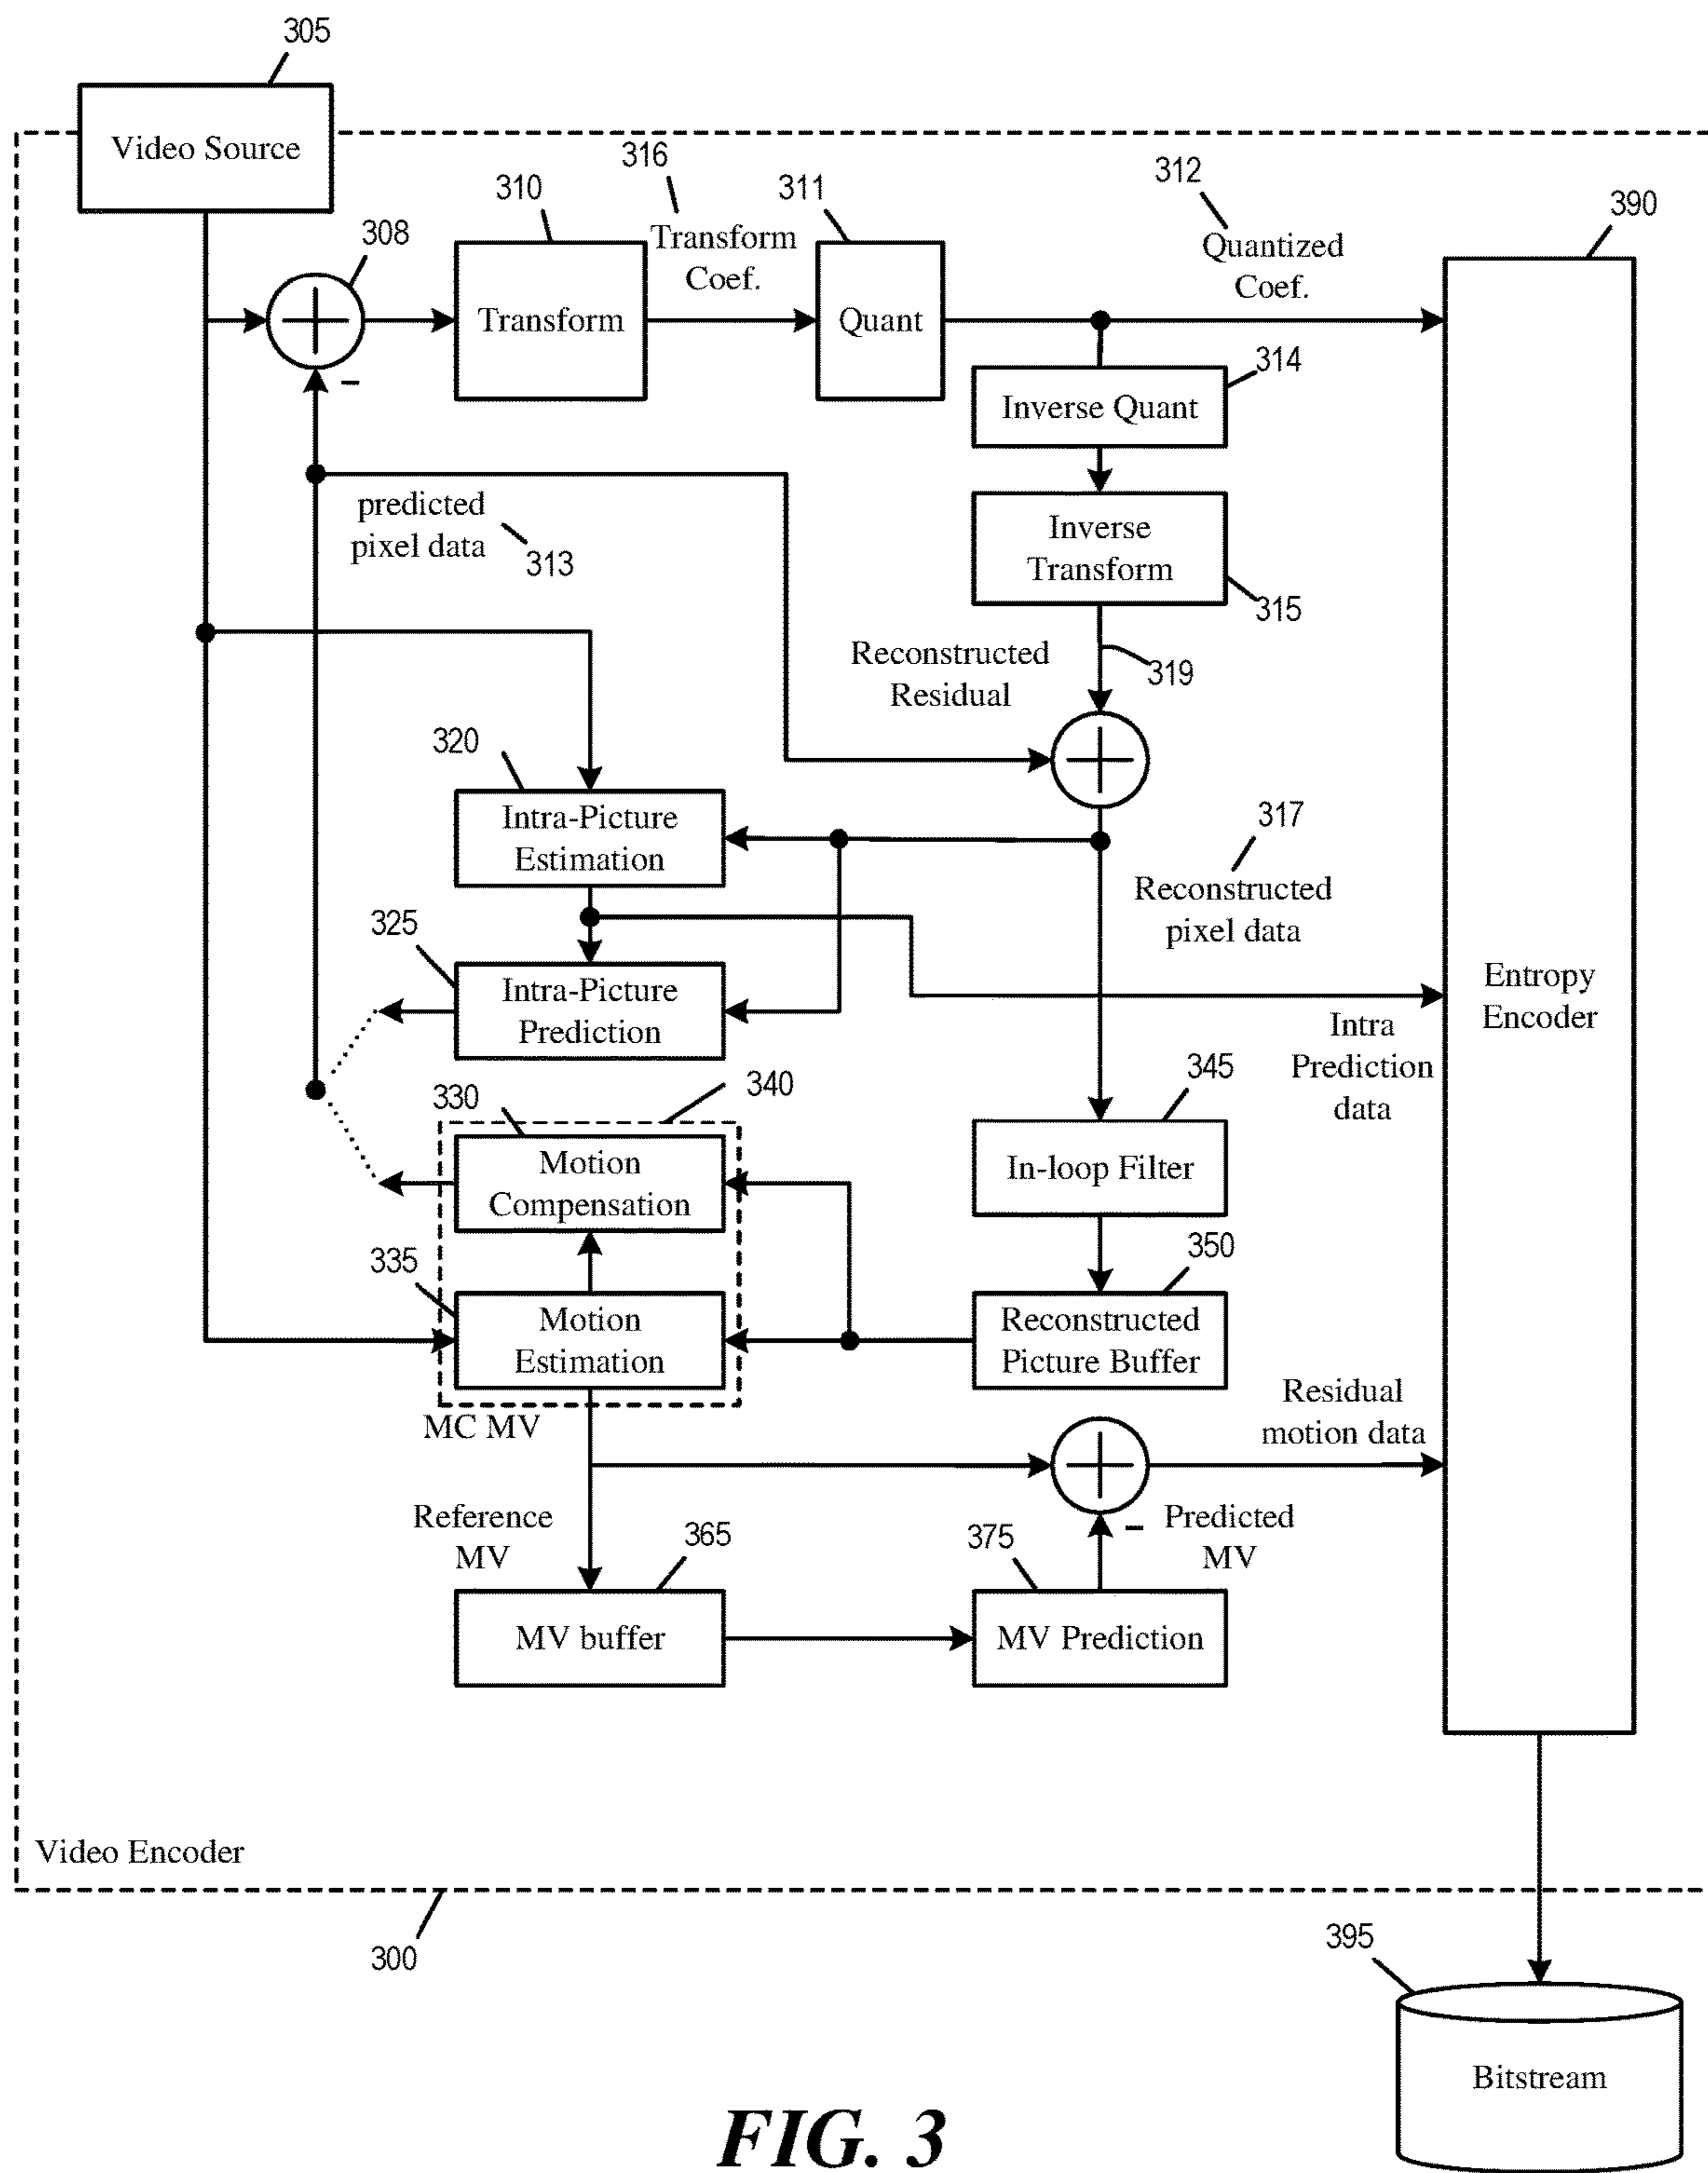 305
Video Source
316
312
310
311
390
308
Transform
Coef.
Quantized
Coef.
Transform
Quant
314
-
Inverse Quant
predicted
pixel data
313
Inverse
Transform
315
Reconstructed
Residual
319
320
317
Intra-Picture
Estimation
Reconstructed
pixel data
325
Entropy
Encoder
Intra-Picture
Prediction
Intra
Prediction
data
345
330
340
Motion
Compensation
In-loop Filter
335
350
Motion
Estimation
Reconstructed
Picture Buffer
Residual
motion data
MC MV
Reference
MV
365
375
- Predicted
MV
MV buffer
MV Prediction
Video Encoder
300
395
Bitstream
FIG. 3